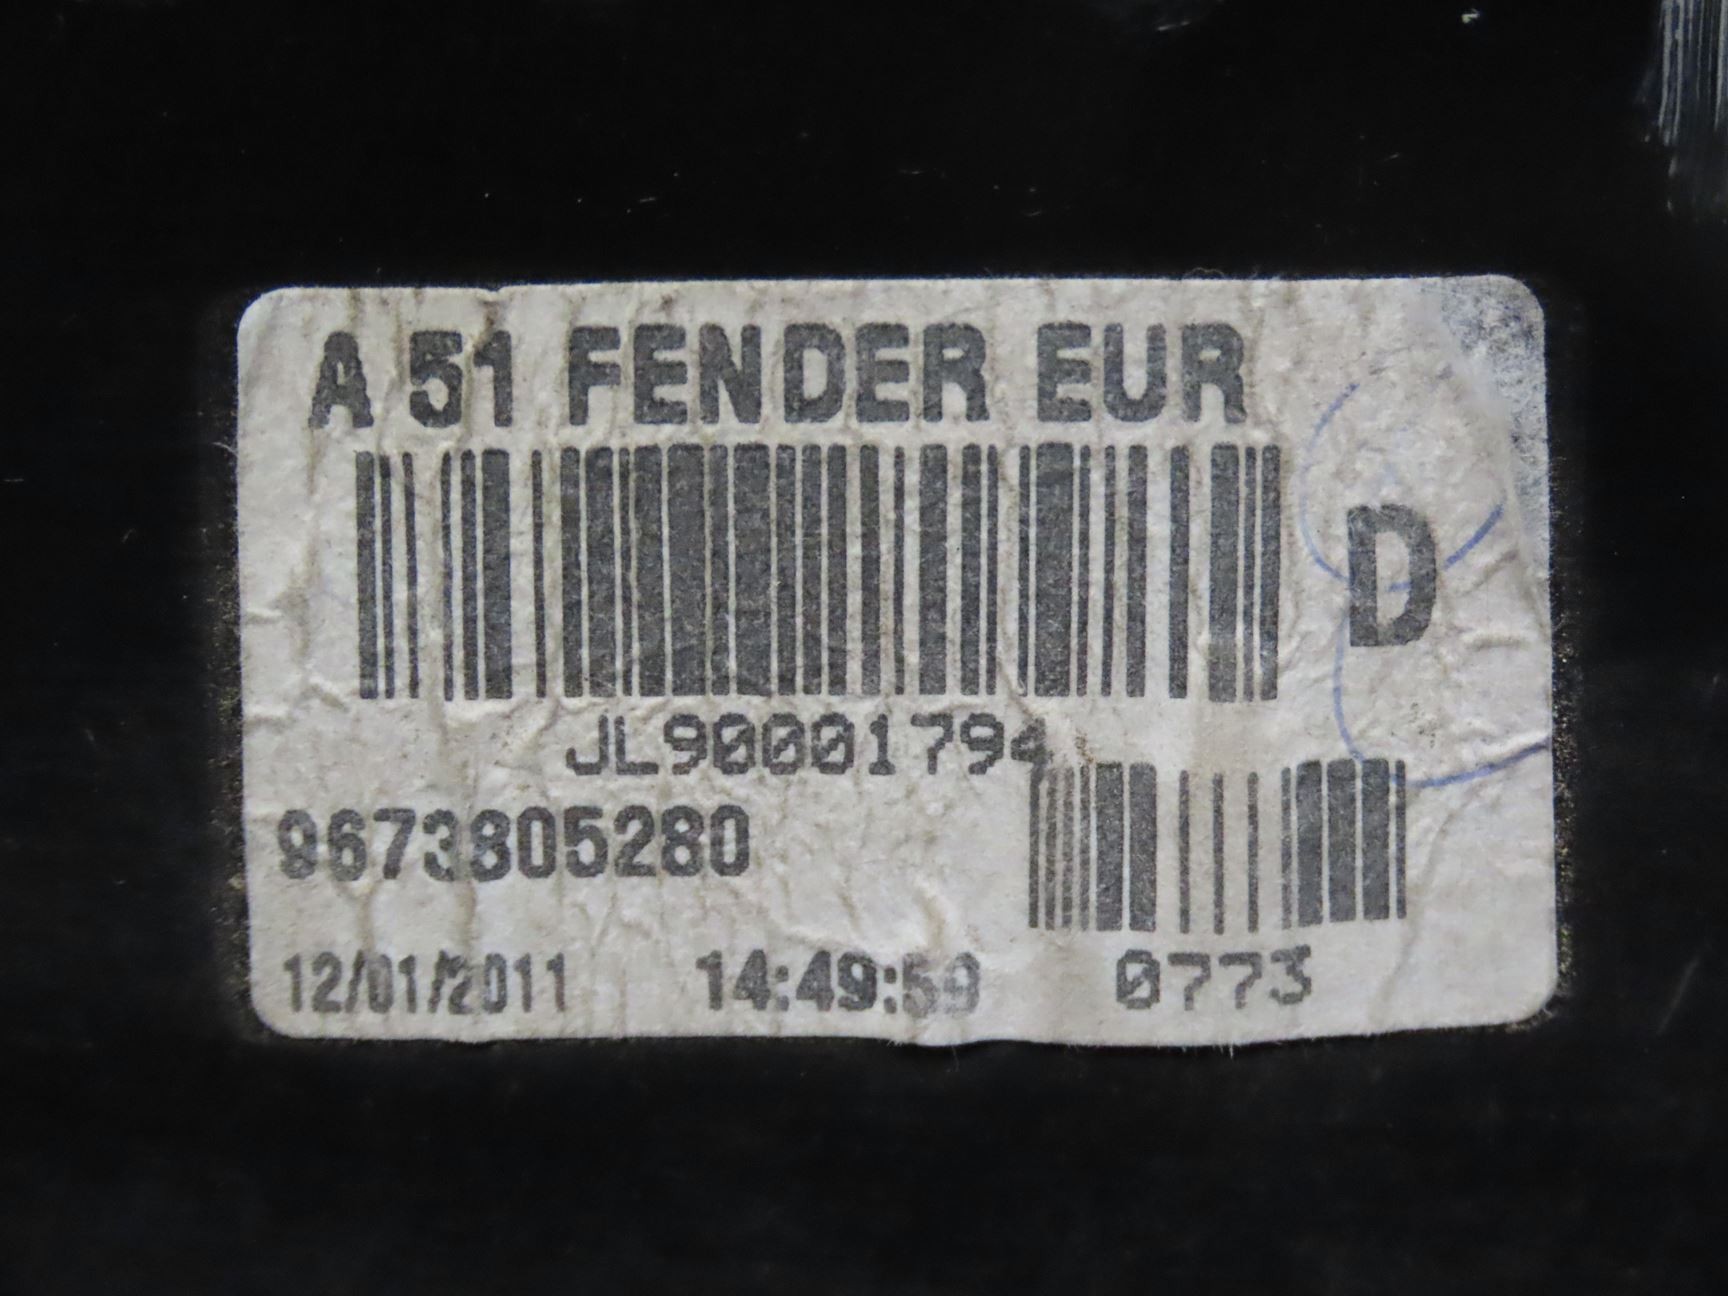 A 51 FENDER EUR
D
JL90001794
9673805280
12/01/2011 14:49:59 0773